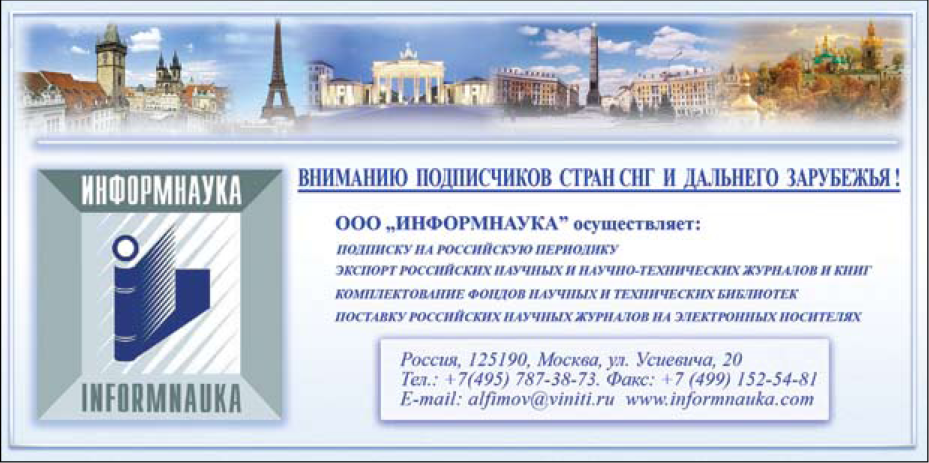 ИНФОРМНАУКА
INFORMNAUKA
ВНИМАНИЮ ПОДПИСЧИКОВ СТРАН СНГ И ДАЛЬНЕГО ЗАРУБЕЖЬЯ!
ООО „ИНФОРМНАУКА” осуществляет:
ПОДПИСКУ НА РОССИЙСКУЮ ПЕРИОДИКУ
ЭКСПОРТ РОССИЙСКИХ НАУЧНЫХ И НАУЧНО-ТЕХНИЧЕСКИХ ЖУРНАЛОВ И КНИГ
КОМПЛЕКТОВАНИЕ ФОНДОВ НАУЧНЫХ И ТЕХНИЧЕСКИХ БИБЛИОТЕК
ПОСТАВКУ РОССИЙСКИХ НАУЧНЫХ ЖУРНАЛОВ НА ЭЛЕКТРОННЫХ НОСИТЕЛЯХ
Россия, 125190, Москва, ул. Усиевича, 20
Тел.: +7(495) 787-38-73. Факс: +7 (499) 152-54-81
E-mail: alfimov@viniti.ru www.informnauka.com